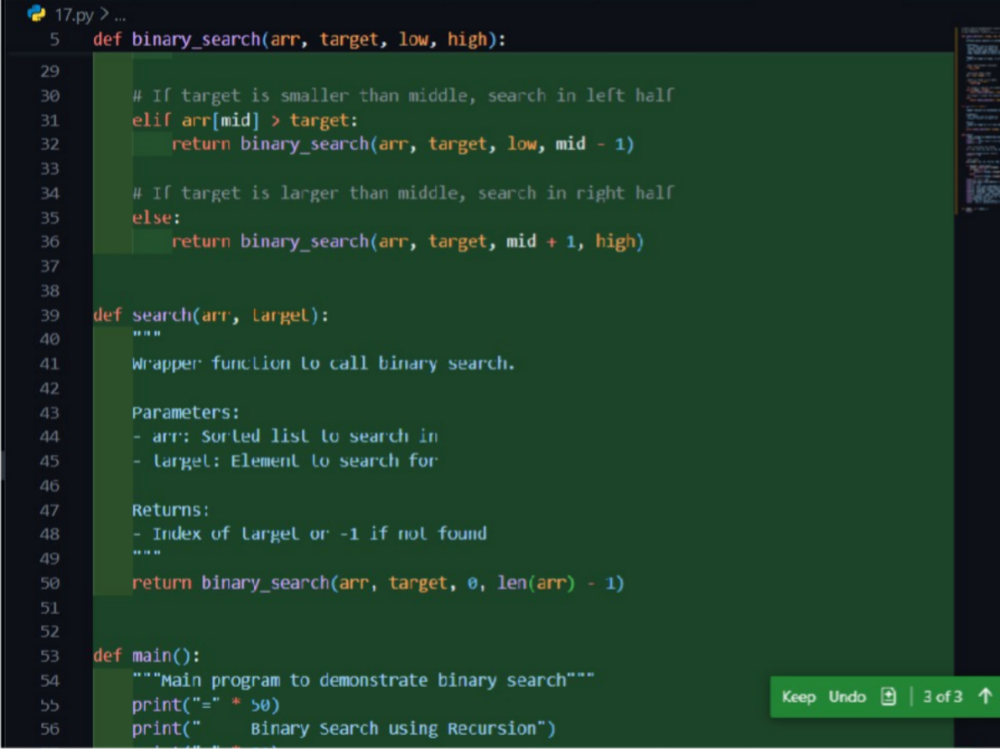 17.py > ...
5 def binary_search(arr, target, low, high):
29
30 # If target is smaller than middle, search in left half
31 elif arr[mid] > target:
32 return binary_search(arr, target, low, mid - 1)
33
34 # If target is larger than middle, search in right half
35 else:
36 return binary_search(arr, target, mid + 1, high)
37
38
39 def search(arr, target):
40 """
41 Wrapper function to call binary search.
42
43 Parameters:
44 - arr: Sorted list to search in
45 - target: Element to search for
46
47 Returns:
48 - Index of target or -1 if not found
49 """
50 return binary_search(arr, target, 0, len(arr) - 1)
51
52
53 def main():
54 """Main program to demonstrate binary search"""
55 print("=" * 50)
56 print("     Binary Search using Recursion")
Keep Undo 3 of 3